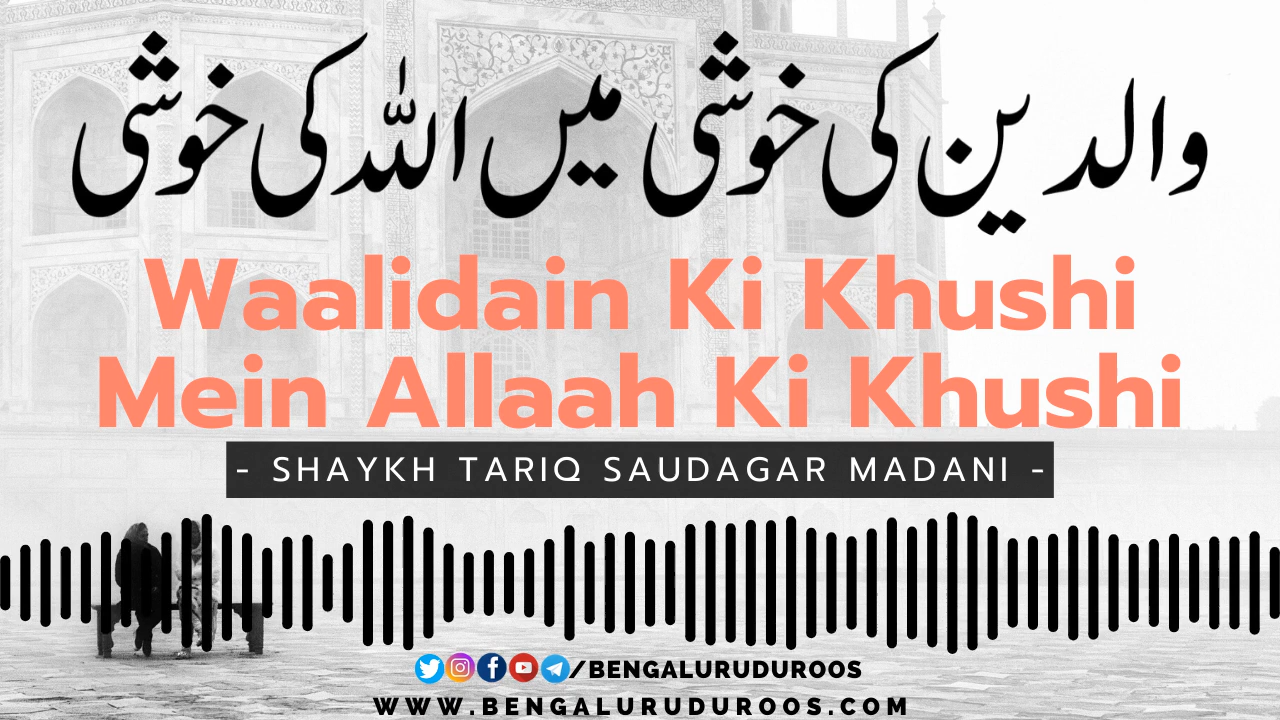 والدین کی خوشی میں اللہ کی خوشی
Waalidain Ki Khushi
Mein Allaah Ki Khushi
- SHAYKH TARIQ SAUDAGAR MADANI -
/BENGALURUDUROOS
WWW.BENGALURUDUROOS.COM